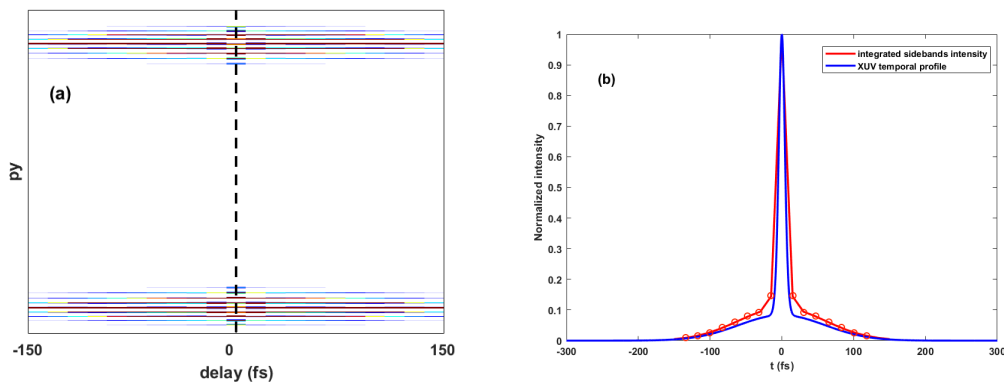 (a)
py
-150
0
150
delay (fs)
(b)
integrated sidebands intensity
XUV temporal profile
Normalized intensity
1
0.9
0.8
0.7
0.6
0.5
0.4
0.3
0.2
0.1
0
-300
-200
-100
0
100
200
300
t (fs)